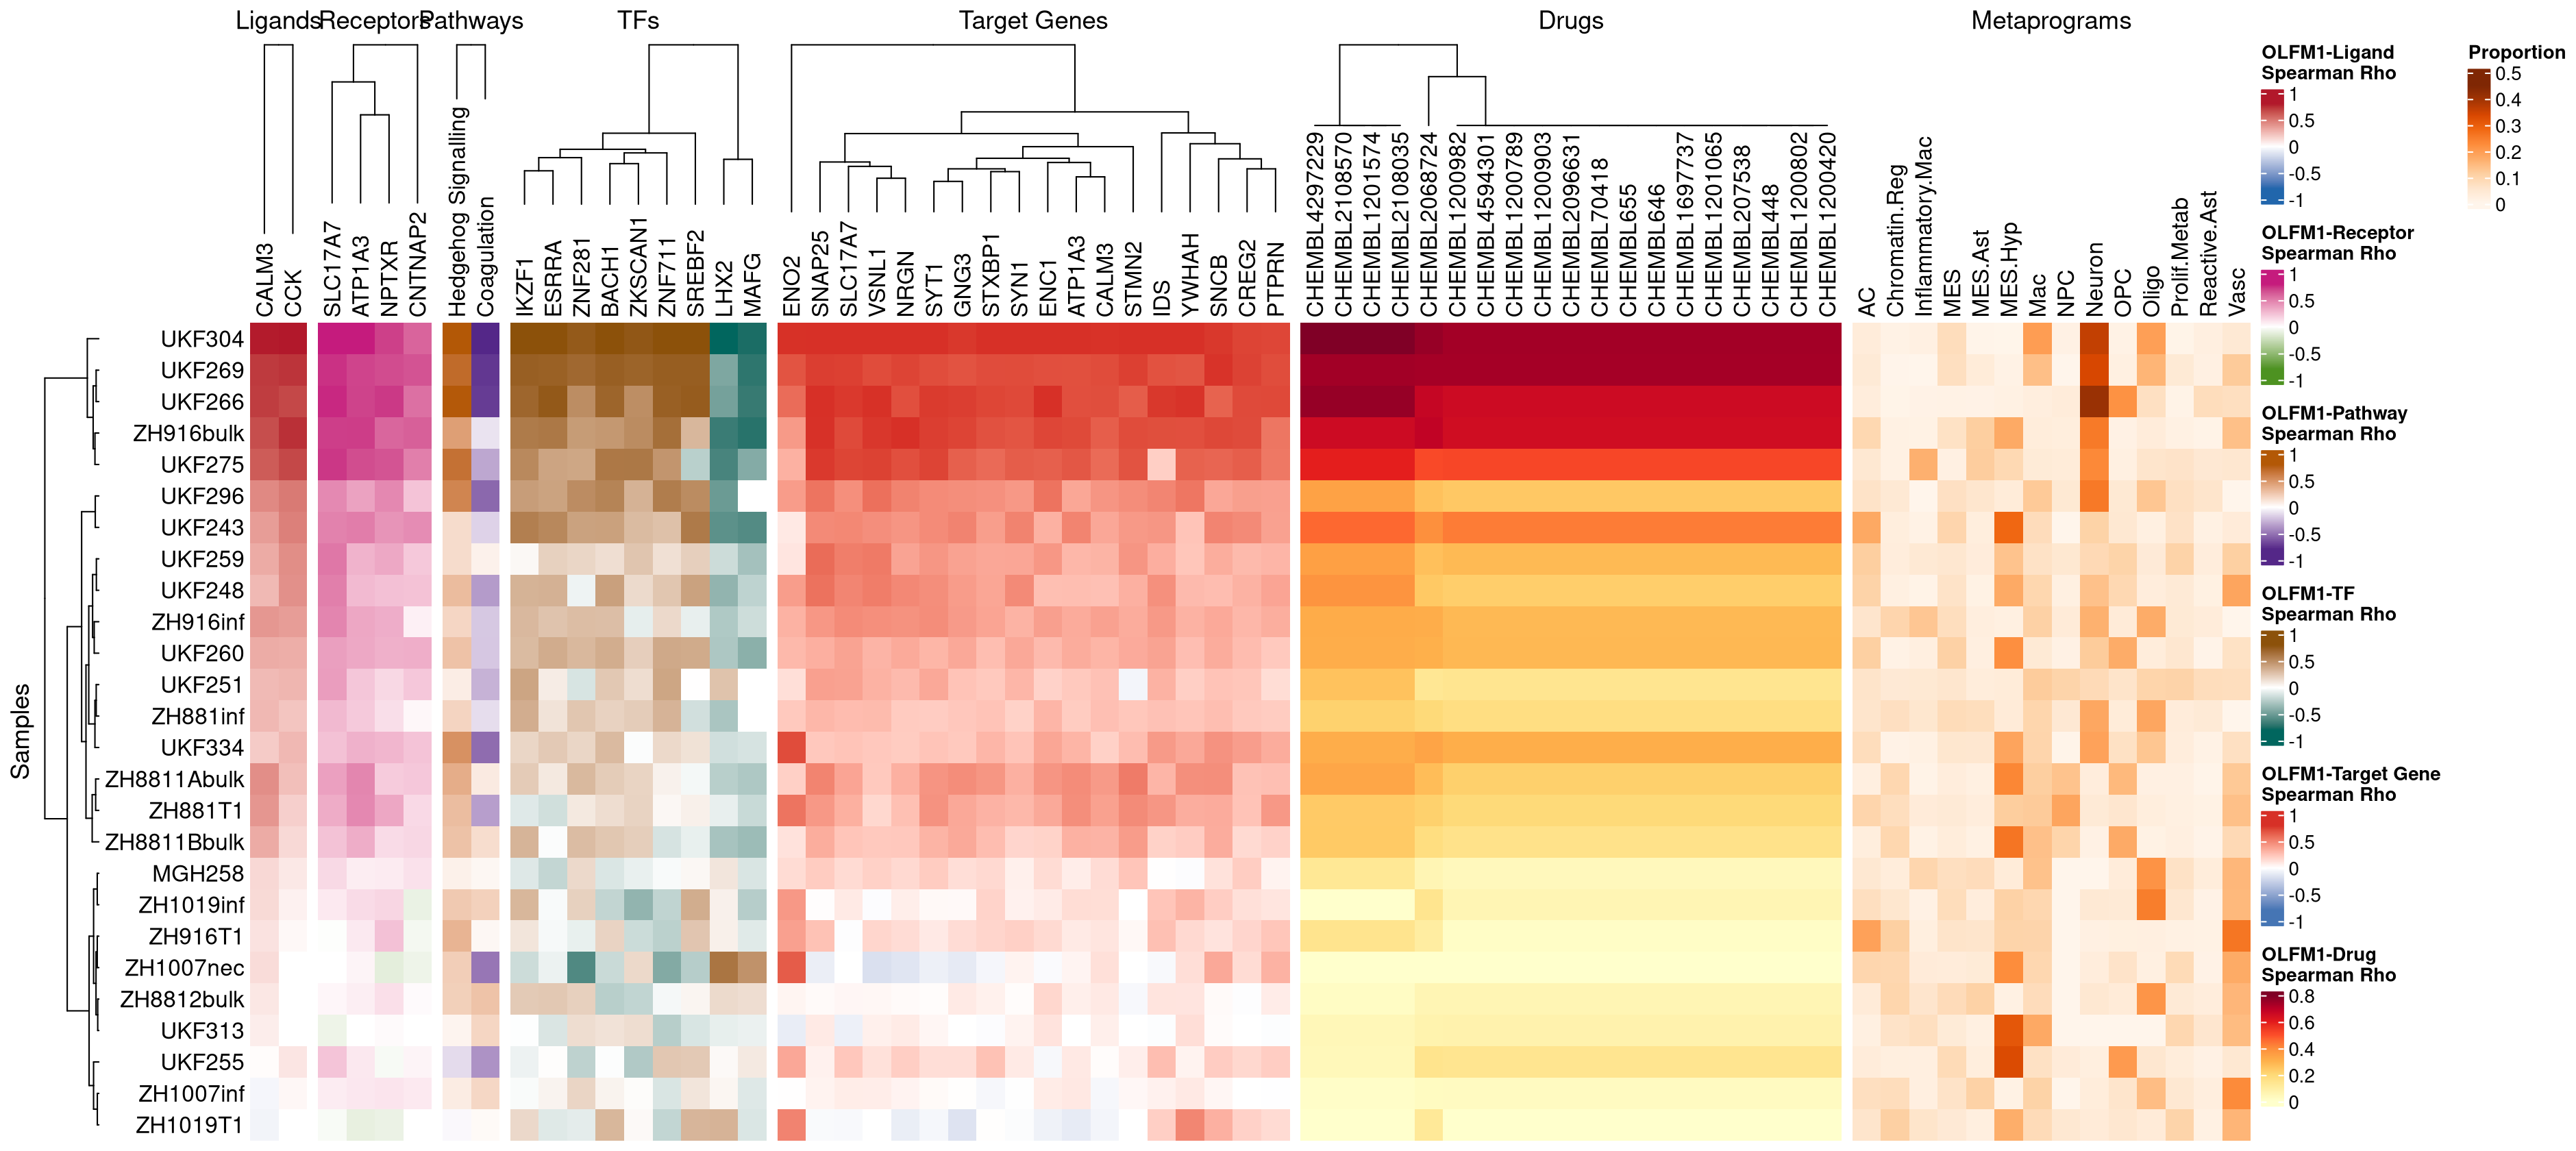 Ligands
Receptors
Pathways
TFs
Target Genes
Drugs
Metaprograms
CALM3
CCK
SLC17A7
ATP1A3
NPTXR
CNTNAP2
Hedgehog Signalling
Coagulation
IKZF1
ESRRA
ZNF281
BACH1
ZKSCAN1
ZNF711
SREBF2
LHX2
MAFG
ENO2
SNAP25
SLC17A7
VSNL1
NRGN
SYT1
GNG3
STXBP1
SYN1
ENC1
ATP1A3
CALM3
STMN2
IDS
YWHAH
SNCB
CREG2
PTPRN
CHEMBL4297229
CHEMBL2108570
CHEMBL1201574
CHEMBL2108035
CHEMBL2068724
CHEMBL1200982
CHEMBL4594301
CHEMBL1200789
CHEMBL1200903
CHEMBL2096631
CHEMBL70418
CHEMBL655
CHEMBL646
CHEMBL1697737
CHEMBL1201065
CHEMBL2075538
CHEMBL448
CHEMBL1200802
CHEMBL1200420
AC
Chromatin.Reg
Inflammatory.Mac
MES
MES.Ast
MES.Hyp
Mac
NPC
Neuron
OPC
Oligo
Prolif.Metab
Reactive.Ast
Vasc
Samples
UKF304
UKF269
UKF266
ZH916bulk
UKF275
UKF296
UKF243
UKF259
UKF248
ZH916inf
UKF260
UKF251
ZH881inf
UKF334
ZH8811Abulk
ZH881T1
ZH8811Bbulk
MGH258
ZH1019inf
ZH916T1
ZH1007nec
ZH8812bulk
UKF313
UKF255
ZH1007inf
ZH1019T1
OLFM1-Ligand
Spearman Rho
1
0.5
0
-0.5
-1
OLFM1-Receptor
Spearman Rho
1
0.5
0
-0.5
-1
OLFM1-Pathway
Spearman Rho
1
0.5
0
-0.5
-1
OLFM1-TF
Spearman Rho
1
0.5
0
-0.5
-1
OLFM1-Target Gene
Spearman Rho
1
0.5
0
-0.5
-1
OLFM1-Drug
Spearman Rho
0.8
0.6
0.4
0.2
0
Proportion
0.5
0.4
0.3
0.2
0.1
0